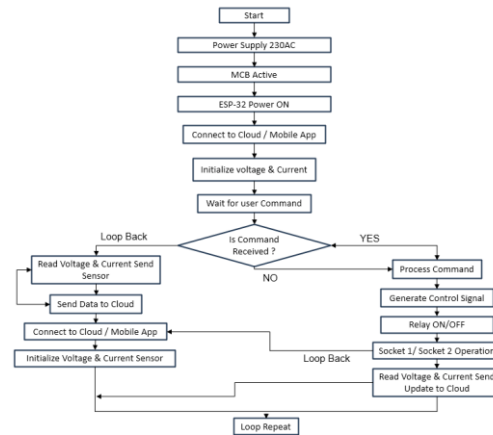 Start
Power Supply 230AC
MCB Active
ESP-32 Power ON
Connect to Cloud / Mobile App
Initialize voltage & Current
Wait for user Command
Is Command
Received ?
Loop Back
YES
NO
Read Voltage & Current Send
Sensor
Send Data to Cloud
Connect to Cloud / Mobile App
Initialize Voltage & Current Sensor
Process Command
Generate Control Signal
Relay ON/OFF
Socket 1/ Socket 2 Operation
Loop Back
Read Voltage & Current Send
Update to Cloud
Loop Repeat